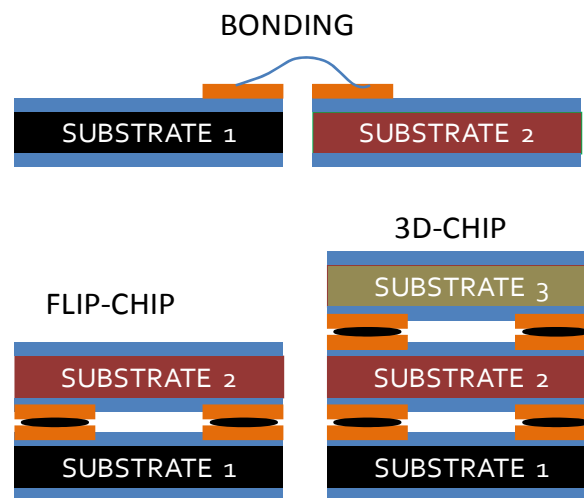 BONDING
SUBSTRATE 1
SUBSTRATE 2
3D-CHIP
SUBSTRATE 3
FLIP-CHIP
SUBSTRATE 2
SUBSTRATE 2
SUBSTRATE 1
SUBSTRATE 1